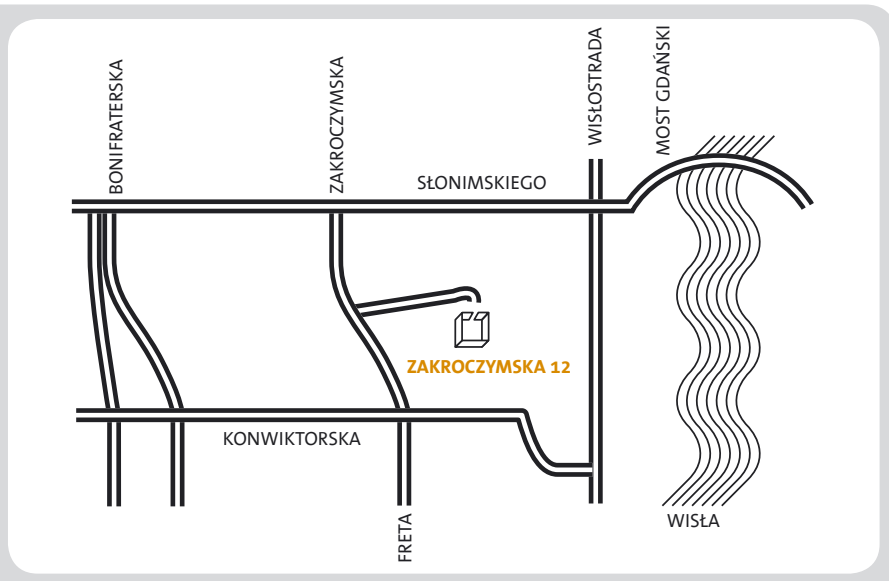 BONIFRATERSKA
ZAKROCZYMSKA
WISŁOSTRADA
MOST GDAŃSKI
SŁONIMSKIEGO
ZAKROCZYMSKA 12
KONWIKTORSKA
FRETA
WISŁA